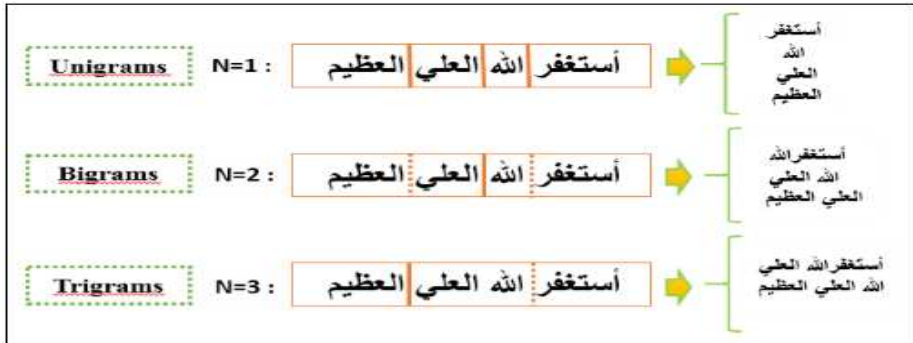 Unigrams N=1 : أستغفر الله العلي العظيم
أستغفر
الله
العلي
العظيم
Bigrams N=2 : أستغفر الله العلي العظيم
أستغفرالله
الله العلي
العلي العظيم
Trigrams N=3 : أستغفر الله العلي العظيم
أستغفرالله العلي
الله العلي العظيم